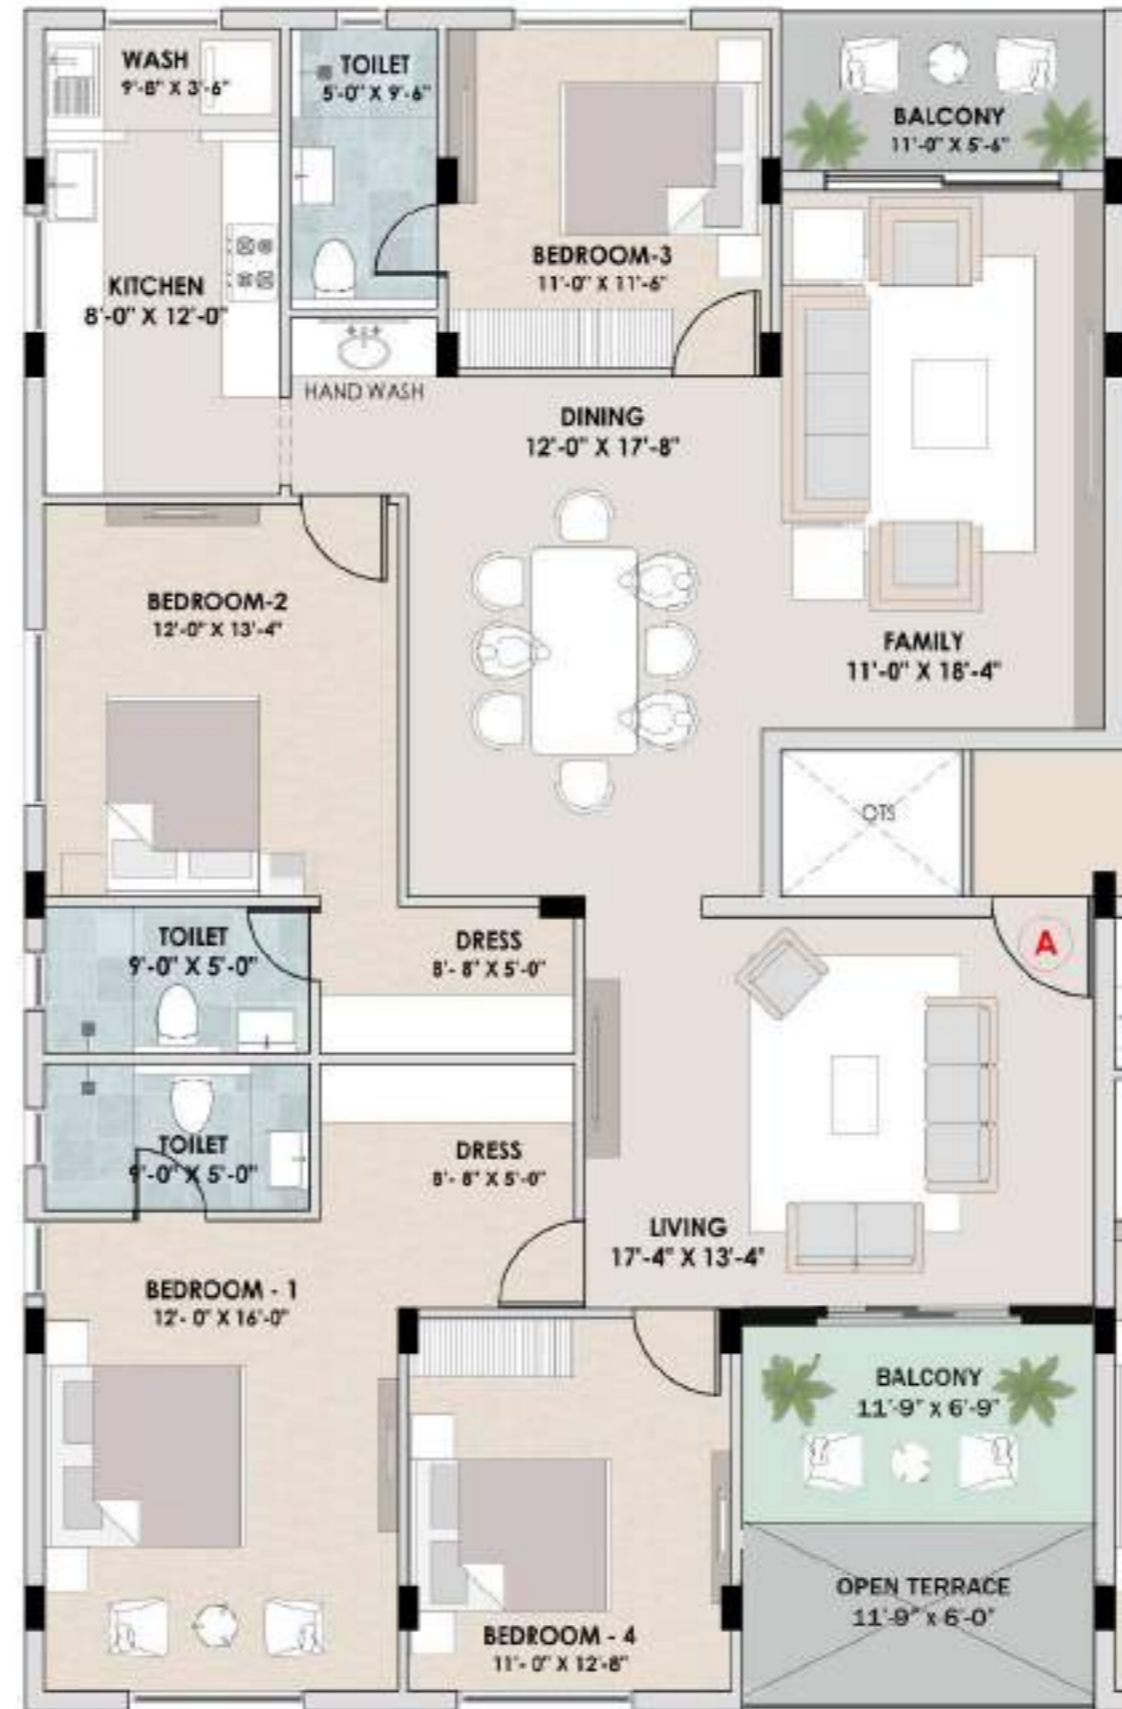 WASH
9'-8" X 3'-6"
TOILET
5'-0" X 9'-6"
BALCONY
11'-0" X 5'-6"
BEDROOM-3
11'-0" X 11'-6"
KITCHEN
8'-0" X 12'-0"
HAND WASH
DINING
12'-0" X 17'-8"
BEDROOM-2
12'-0" X 13'-4"
FAMILY
11'-0" X 18'-4"
OTS
TOILET
9'-0" X 5'-0"
DRESS
8'- 8" X 5'-0"
A
TOILET
9'-0" X 5'-0"
DRESS
8'- 8" X 5'-0"
LIVING
17'-4" X 13'-4"
BEDROOM - 1
12'- 0" X 16'-0"
BALCONY
11'-9" x 6'-9"
OPEN TERRACE
11'-9" x 6'-0"
BEDROOM - 4
11'- 0" X 12'-8"